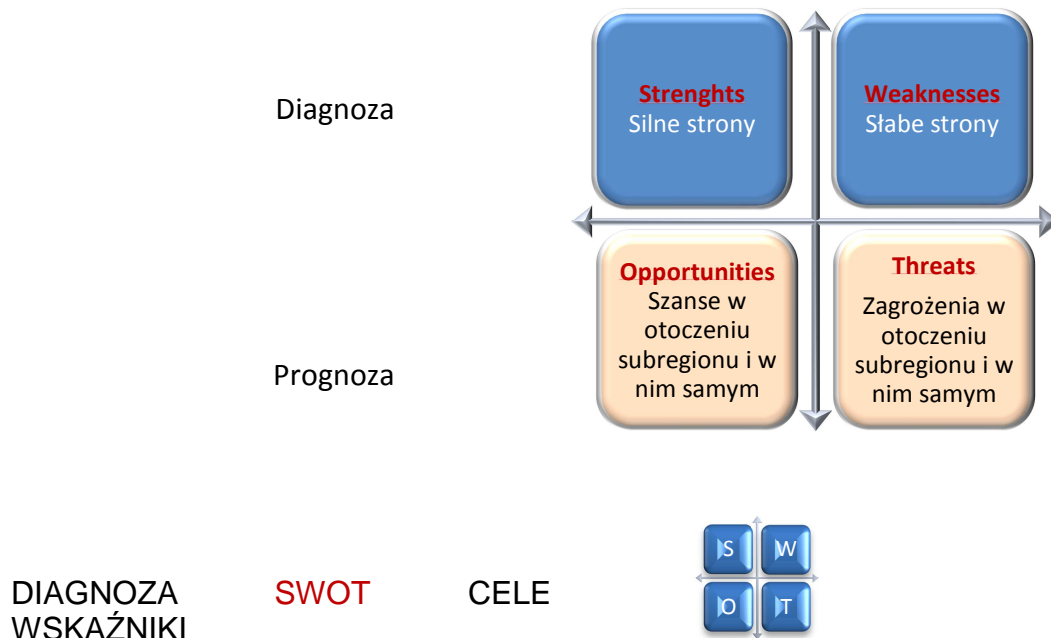 Diagnoza
Strenghts
Silne strony
Weaknesses
Słabe strony
Prognoza
Opportunities
Szanse w
otoczeniu
subregionu i w
nim samym
Threats
Zagrożenia w
otoczeniu
subregionu i w
nim samym
DIAGNOZA SWOT CELE
WSKAŹNIKI
S W
O T